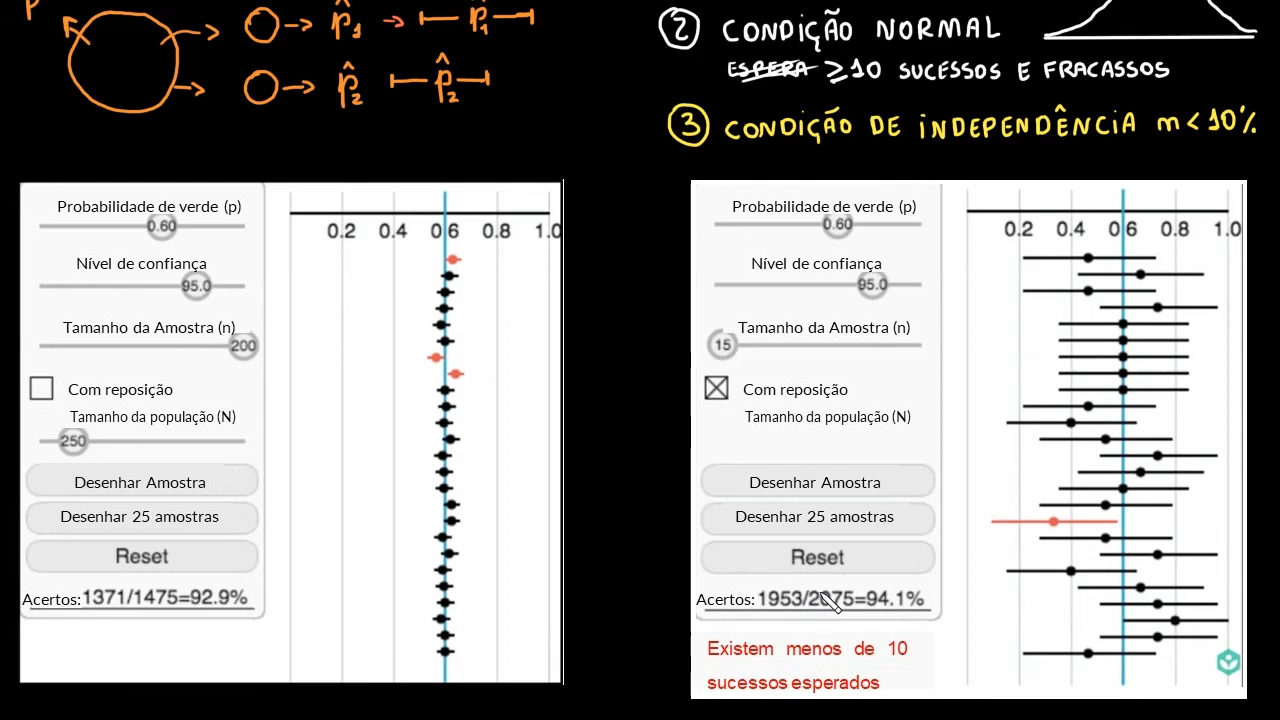 P
p̂1 → p̂1
p̂2 p̂2
2 CONDIÇÃO NORMAL
ESPERA ≥10 SUCESSOS E FRACASSOS
3 CONDIÇÃO DE INDEPENDÊNCIA m < 10%
Probabilidade de verde (p)
0.60
Nível de confiança
95.0
Tamanho da Amostra (n)
200
Com reposição
Tamanho da população (N)
250
Desenhar Amostra
Desenhar 25 amostras
Reset
Acertos: 1371/1475=92.9%
0.2 0.4 0.6 0.8 1.0
Probabilidade de verde (p)
0.60
Nível de confiança
95.0
Tamanho da Amostra (n)
15
Com reposição
Tamanho da população (N)
Desenhar Amostra
Desenhar 25 amostras
Reset
Acertos: 1953/2075=94.1%
Existem menos de 10
sucessos esperados
0.2 0.4 0.6 0.8 1.0